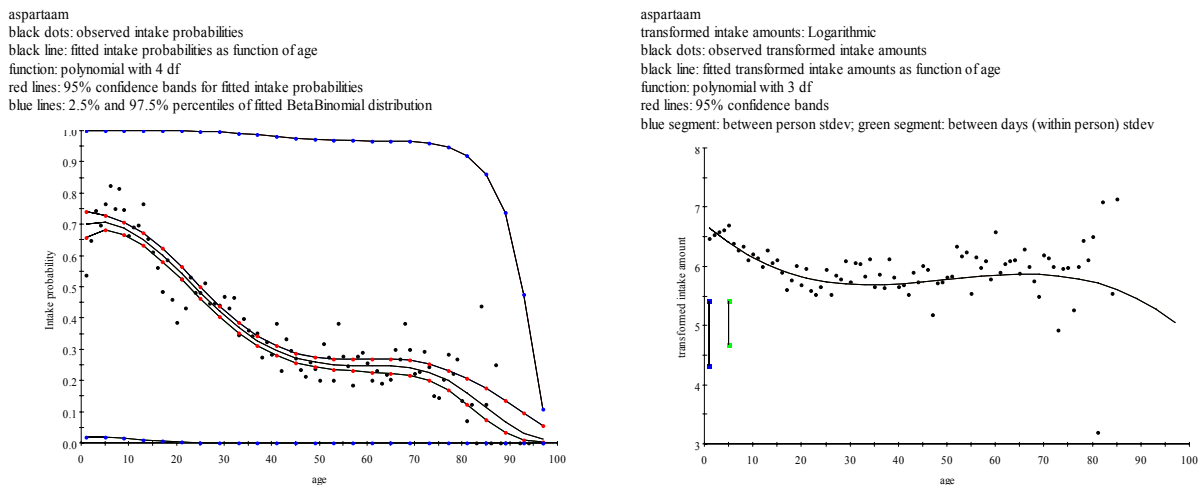 aspartaam
black dots: observed intake probabilities
black line: fitted intake probabilities as function of age
function: polynomial with 4 df
red lines: 95% confidence bands for fitted intake probabilities
blue lines: 2.5% and 97.5% percentiles of fitted BetaBinomial distribution
1.0
0.9
0.8
0.7
0.6
0.5
0.4
0.3
0.2
0.1
0.0
Intake probability
0 10 20 30 40 50 60 70 80 90 100
age
aspartaam
transformed intake amounts: Logarithmic
black dots: observed transformed intake amounts
black line: fitted transformed intake amounts as function of age
function: polynomial with 3 df
red lines: 95% confidence bands
blue segment: between person stdev; green segment: between days (within person) stdev
8
7
6
5
4
3
transformed intake amount
0 10 20 30 40 50 60 70 80 90 100
age